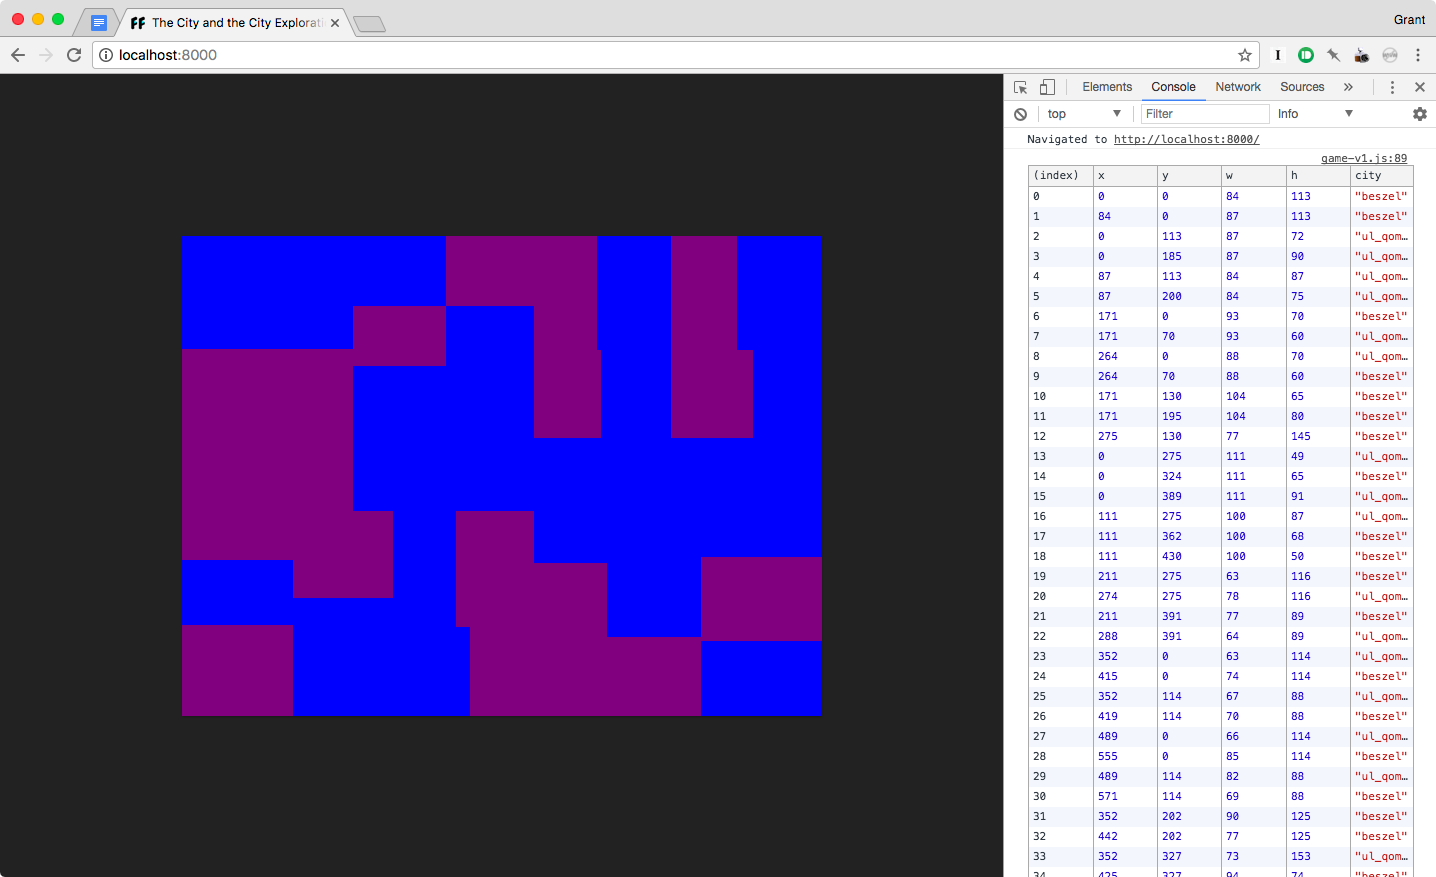 Grant
The City and the City Explorati
localhost:8000
Elements Console Network Sources
top Filter Info
Navigated to http://localhost:8000/
game-v1.js:89
(index) x y w h city
0 0 0 84 113 "beszel"
1 84 0 87 113 "beszel"
2 0 113 87 72 "ul_qom…
3 0 185 87 90 "ul_qom…
4 87 113 84 87 "ul_qom…
5 87 200 84 75 "ul_qom…
6 171 0 93 70 "beszel"
7 171 70 93 60 "ul_qom…
8 264 0 88 70 "ul_qom…
9 264 70 88 60 "beszel"
10 171 130 104 65 "beszel"
11 171 195 104 80 "beszel"
12 275 130 77 145 "beszel"
13 0 275 111 49 "ul_qom…
14 0 324 111 65 "beszel"
15 0 389 111 91 "ul_qom…
16 111 275 100 87 "ul_qom…
17 111 362 100 68 "beszel"
18 111 430 100 50 "beszel"
19 211 275 63 116 "beszel"
20 274 275 78 116 "ul_qom…
21 211 391 77 89 "beszel"
22 288 391 64 89 "ul_qom…
23 352 0 63 114 "ul_qom…
24 415 0 74 114 "beszel"
25 352 114 67 88 "ul_qom…
26 419 114 70 88 "beszel"
27 489 0 66 114 "ul_qom…
28 555 0 85 114 "beszel"
29 489 114 82 88 "ul_qom…
30 571 114 69 88 "beszel"
31 352 202 90 125 "beszel"
32 442 202 77 125 "beszel"
33 352 327 73 153 "ul_qom…
34 425 327 94 74 "ul_qom…